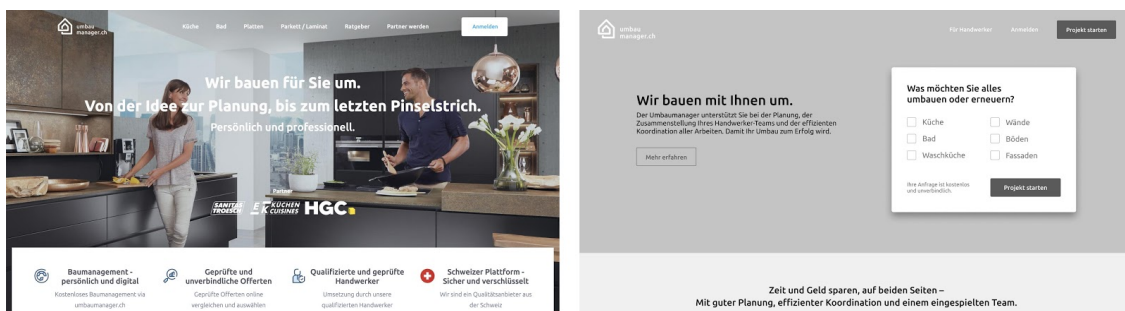 umbau
manager.ch
Küche Bad Platten Parkett / Laminat Ratgeber Partner werden Anmelden
Wir bauen für Sie um.
Von der Idee zur Planung, bis zum letzten Pinselstrich.
Persönlich und professionell.
Partner
SANITAS
TROESCH
EK KÜCHEN
CUISINES
HGC
Baumanagement -
persönlich und digital
Kostenloses Baumanagement via
umbaumanager.ch
Geprüfte und
unverbindliche Offerten
Geprüfte Offerten online
vergleichen und auswählen
Qualifizierte und geprüfte
Handwerker
Umsetzung durch unsere
qualifizierten Handwerker
Schweizer Plattform -
Sicher und verschlüsselt
Wir sind ein Qualitätsanbieter aus
der Schweiz
umbau
manager.ch
Für Handwerker Anmelden Projekt starten
Wir bauen mit Ihnen um.
Der Umbaumanager unterstützt Sie bei der Planung, der
Zusammenstellung Ihres Handwerker-Teams und der effizienten
Koordination aller Arbeiten. Damit Ihr Umbau zum Erfolg wird.
Mehr erfahren
Was möchten Sie alles
umbauen oder erneuern?
Küche Wände
Bad Böden
Waschküche Fassaden
Ihre Anfrage ist kostenlos
und unverbindlich.
Projekt starten
Zeit und Geld sparen, auf beiden Seiten –
Mit guter Planung, effizienter Koordination und einem eingespielten Team.